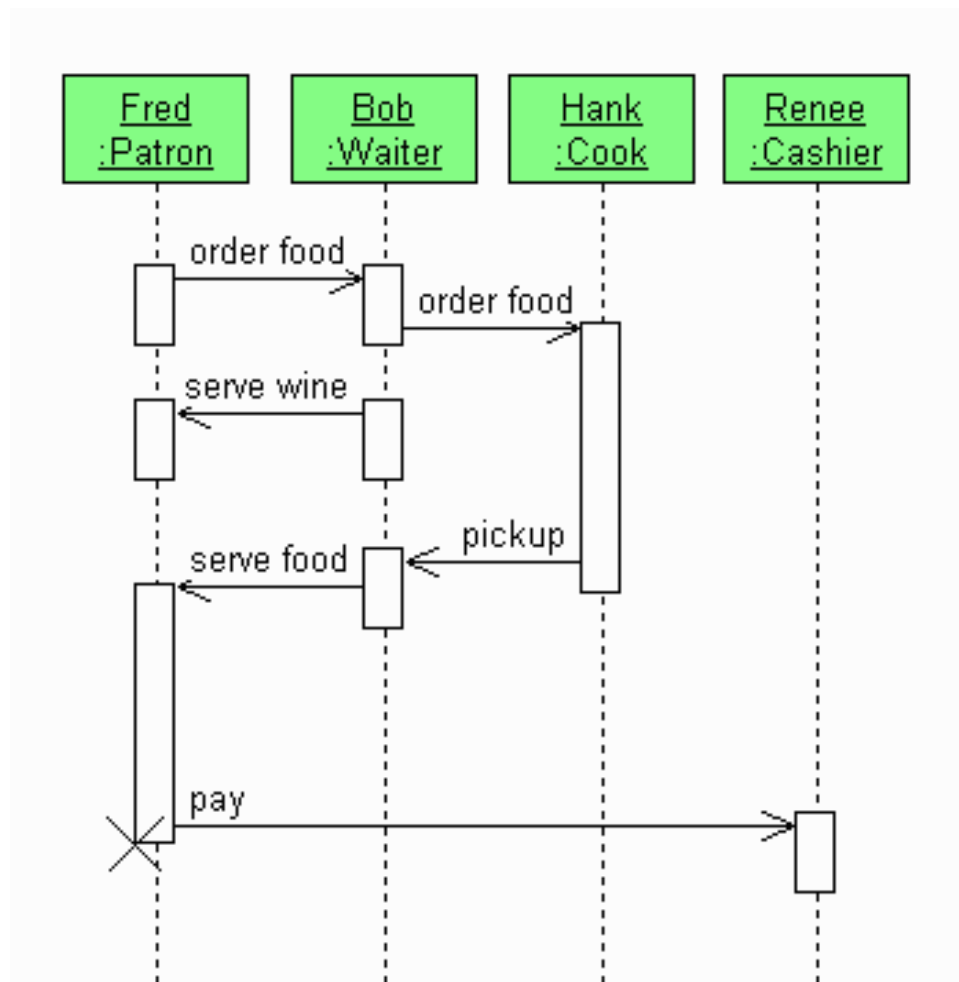 Fred
:Patron
Bob
:Waiter
Hank
:Cook
Renee
:Cashier
order food
order food
serve wine
pickup
serve food
pay